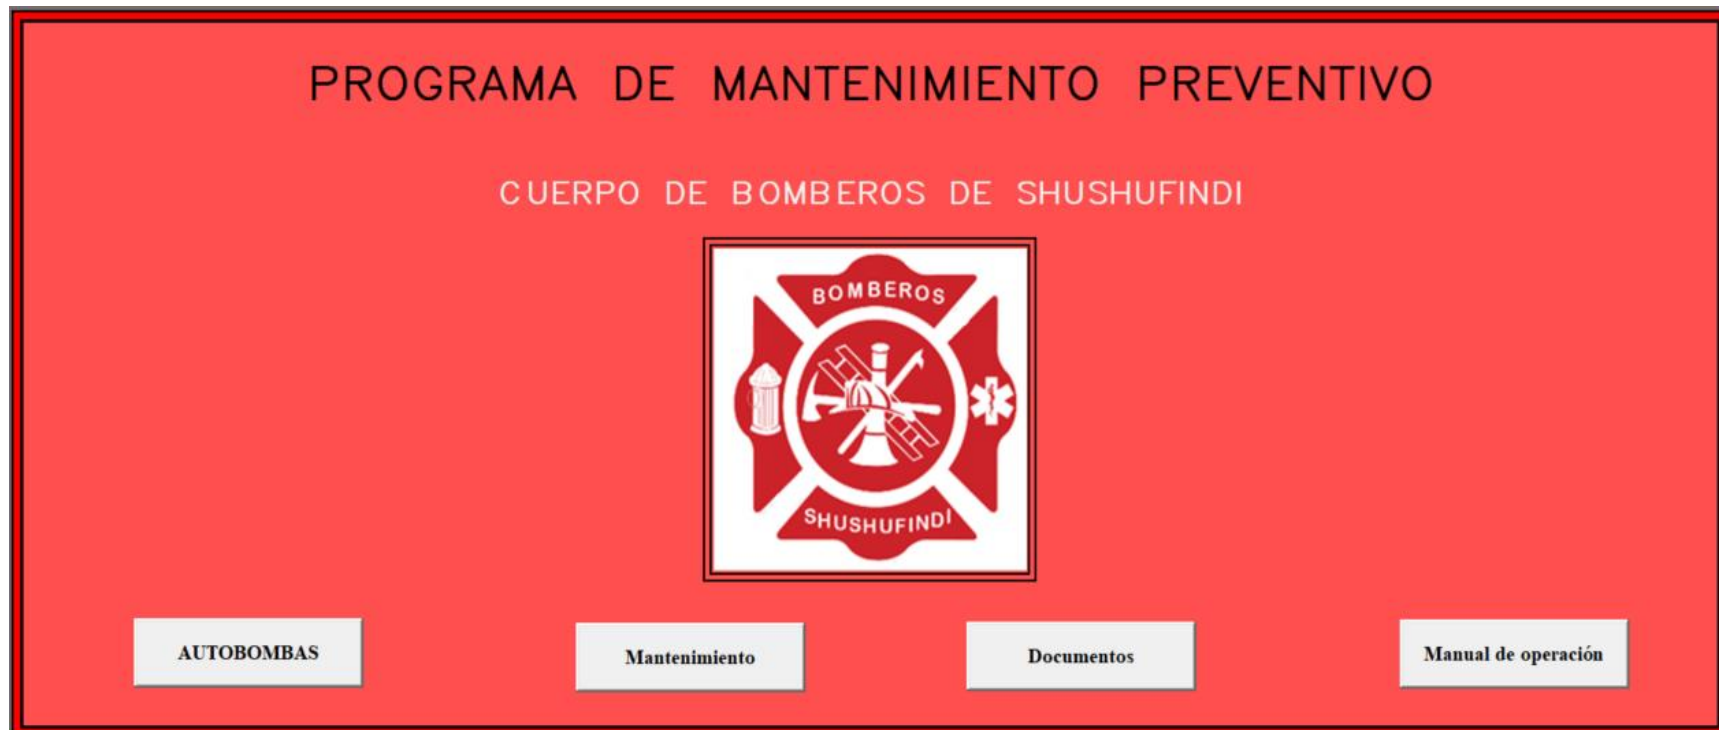 PROGRAMA DE MANTENIMIENTO PREVENTIVO
CUERPO DE BOMBEROS DE SHUSHUFINDI
BOMBEROS
SHUSHUFINDI
AUTOBOMBAS
Mantenimiento
Documentos
Manual de operación